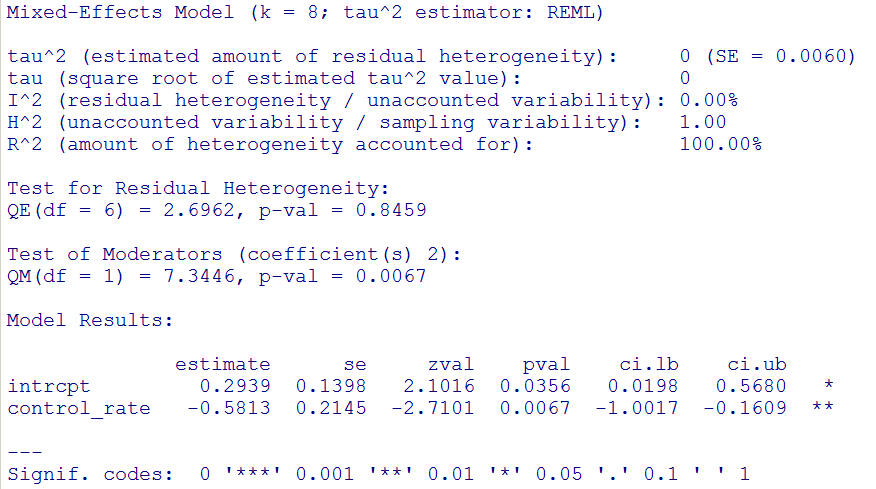 Mixed-Effects Model (k = 8; tau^2 estimator: REML)
tau^2 (estimated amount of residual heterogeneity): 0 (SE = 0.0060)
tau (square root of estimated tau^2 value): 0
I^2 (residual heterogeneity / unaccounted variability): 0.00%
H^2 (unaccounted variability / sampling variability): 1.00
R^2 (amount of heterogeneity accounted for): 100.00%
Test for Residual Heterogeneity:
QE(df = 6) = 2.6962, p-val = 0.8459
Test of Moderators (coefficient(s) 2):
QM(df = 1) = 7.3446, p-val = 0.0067
Model Results:
estimate se zval pval ci.lb ci.ub
intrcpt 0.2939 0.1398 2.1016 0.0356 0.0198 0.5680 *
control_rate -0.5813 0.2145 -2.7101 0.0067 -1.0017 -0.1609 **
---
Signif. codes: 0 '***' 0.001 '**' 0.01 '*' 0.05 '.' 0.1 ' ' 1